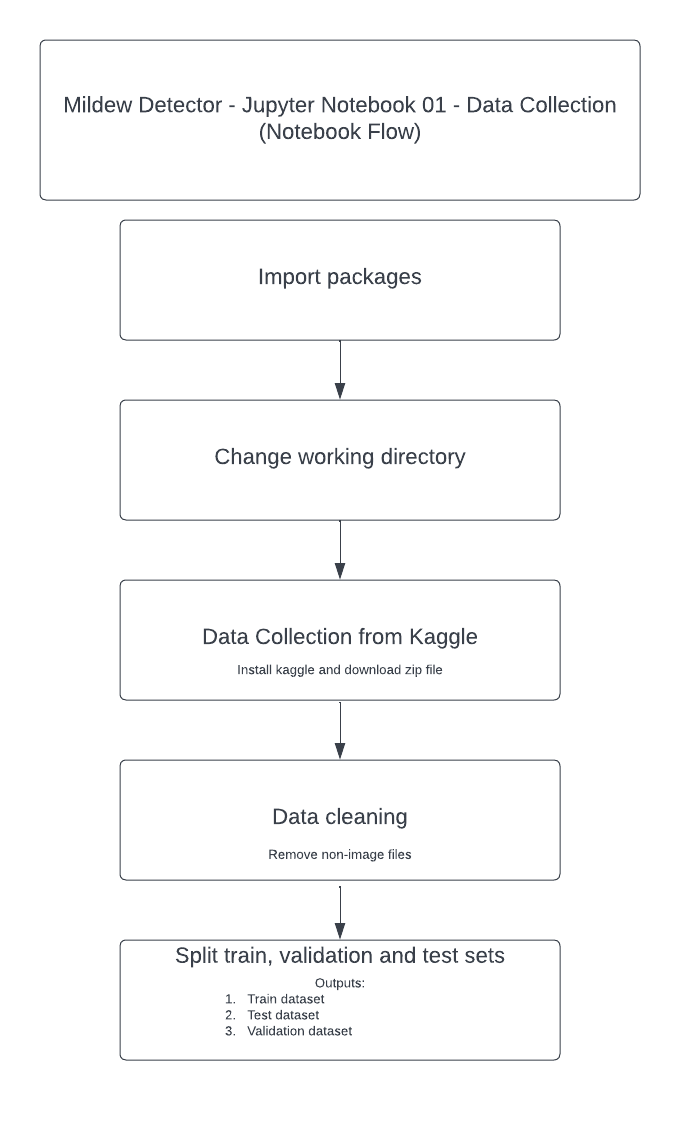 Mildew Detector - Jupyter Notebook 01 - Data Collection
(Notebook Flow)
Import packages
Change working directory
Data Collection from Kaggle
Install kaggle and download zip file
Data cleaning
Remove non-image files
Split train, validation and test sets
Outputs:
1. Train dataset
2. Test dataset
3. Validation dataset